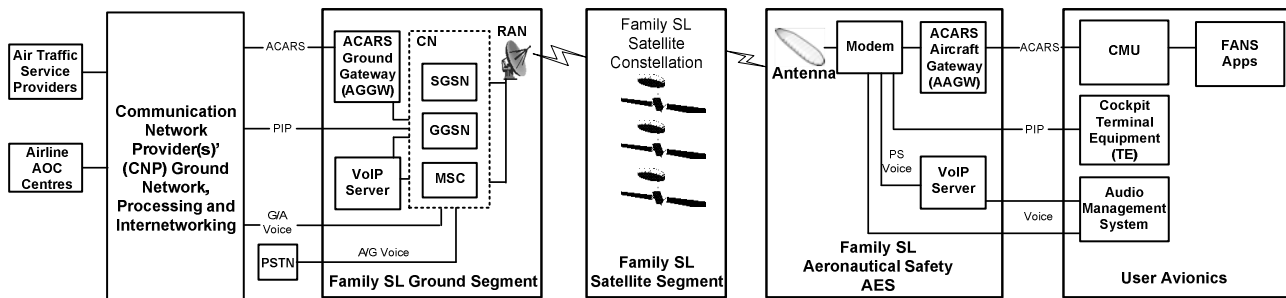 Air Traffic
Service
Providers
Airline
AOC
Centres
Communication
Network
Provider(s)’
(CNP) Ground
Network,
Processing and
Internetworking
ACARS
PIP
G/A
Voice
PSTN
A/G Voice
ACARS
Ground
Gateway
(AGGW)
VoIP
Server
CN
SGSN
GGSN
MSC
RAN
Family SL Ground Segment
Family SL
Satellite
Constellation
Family SL
Satellite Segment
Antenna
Modem
ACARS
Aircraft
Gateway
(AAGW)
PS
Voice
VoIP
Server
Family SL
Aeronautical Safety
AES
ACARS
PIP
Voice
CMU
FANS
Apps
Cockpit
Terminal
Equipment
(TE)
Audio
Management
System
User Avionics